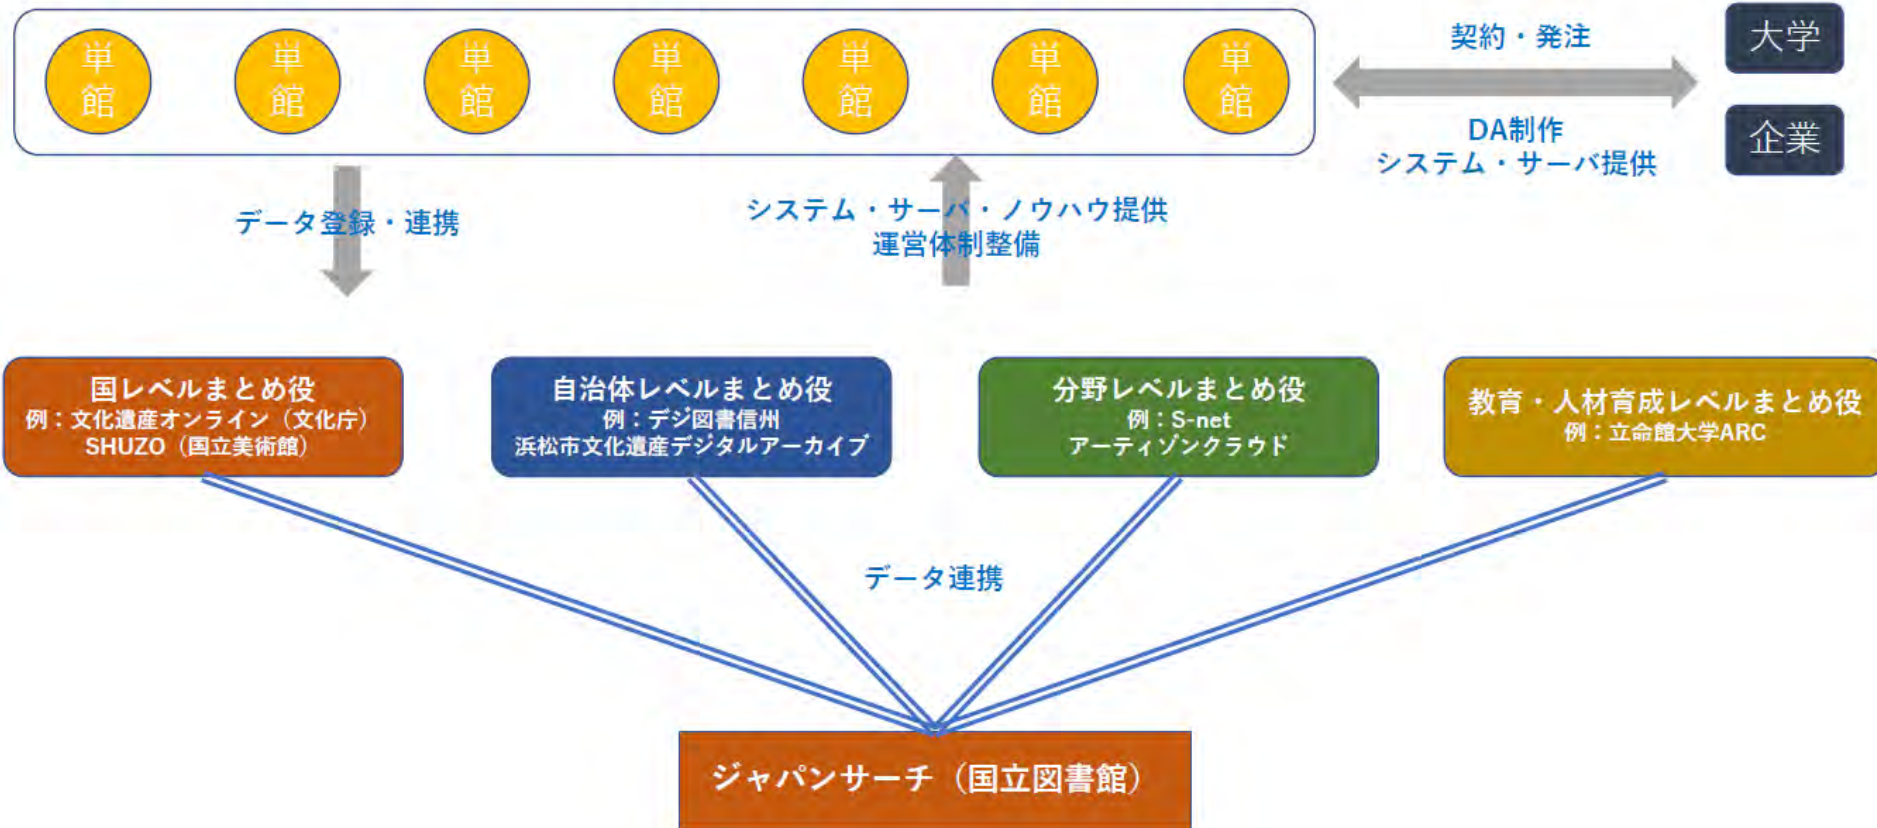 単館
単館
単館
単館
単館
単館
単館
契約・発注
DA制作
システム・サーバ提供
大学
企業
データ登録・連携
システム・サーバ・ノウハウ提供
運営体制整備
国レベルまとめ役
例：文化遺産オンライン（文化庁）
SHUZO（国立美術館）
自治体レベルまとめ役
例：デジ図書信州
浜松市文化遺産デジタルアーカイブ
分野レベルまとめ役
例：S-net
アーティゾンクラウド
教育・人材育成レベルまとめ役
例：立命館大学ARC
データ連携
ジャパンサーチ（国立図書館）